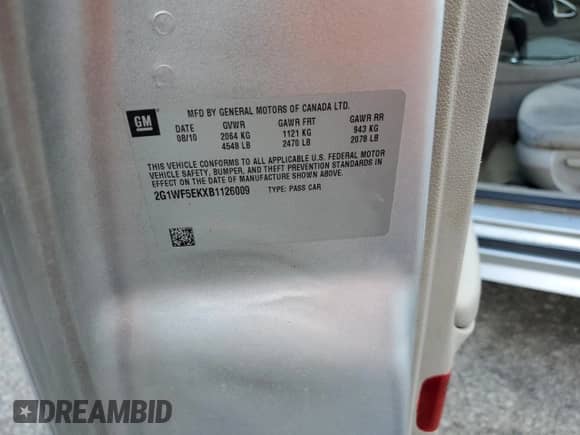 GM
MFD BY GENERAL MOTORS OF CANADA LTD.
DATE GVWR GAWR FRT GAWR RR
08/10 2064 KG 1121 KG 943 KG
4548 LB 2470 LB 2078 LB
THIS VEHICLE CONFORMS TO ALL APPLICABLE U.S. FEDERAL MOTOR
VEHICLE SAFETY, BUMPER, AND THEFT PREVENTION STANDARDS IN
EFFECT ON THE DATE OF MANUFACTURE SHOWN ABOVE.
2G1WF5EKXB1126009 TYPE: PASS CAR
DREAMBID